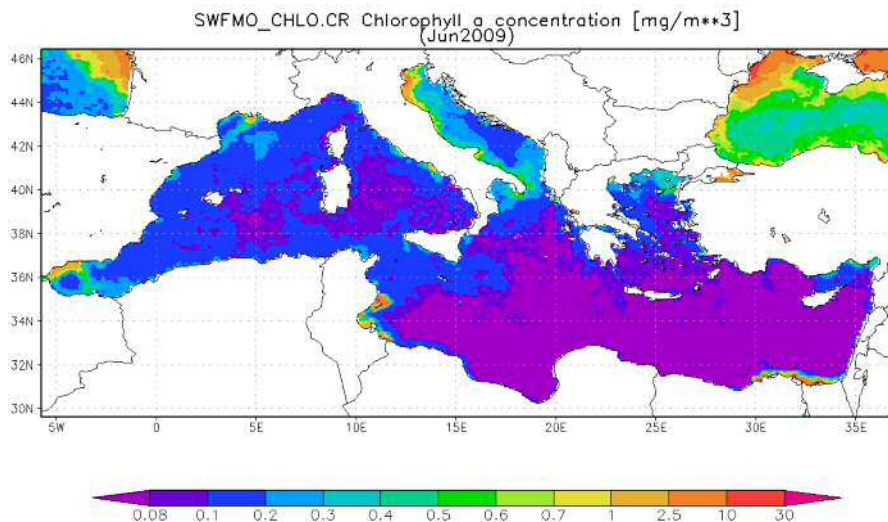 SWFMO_CHLO.CR Chlorophyll a concentration [mg/m**3]
(Jun2009)
46N
44N
42N
40N
38N
36N
34N
32N
30N
5W 0 5E 10E 15E 20E 25E 30E 35E
0.08 0.1 0.2 0.3 0.4 0.5 0.6 0.7 1 2.5 10 30